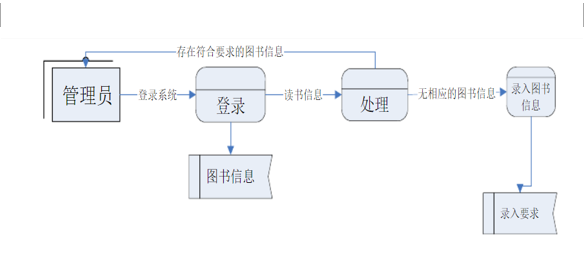 存在符合要求的图书信息
管理员
登录系统
登录
读书信息
处理
无相应的图书信息
录入图书
信息
图书信息
录入要求